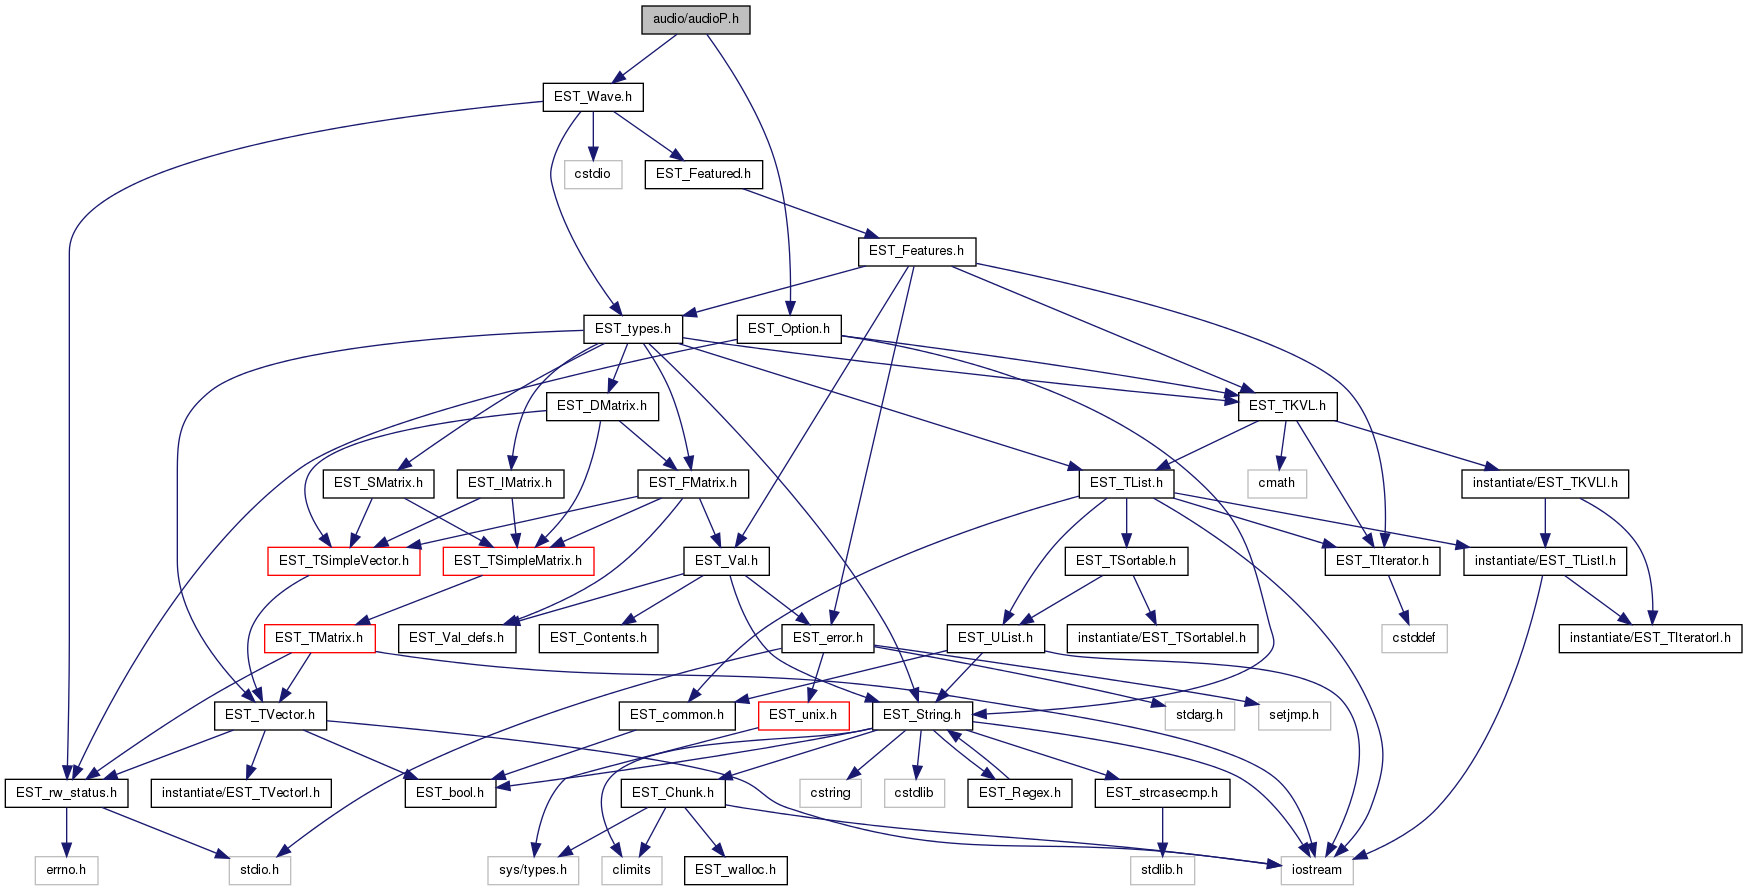 audio/audioP.h
EST_Wave.h
cstdio
EST_Featured.h
EST_Features.h
EST_types.h
EST_Option.h
EST_DMatrix.h
EST_TKVL.h
EST_SMatrix.h
EST_IMatrix.h
EST_FMatrix.h
EST_TList.h
cmath
instantiate/EST_TKVLI.h
EST_TSimpleVector.h
EST_TSimpleMatrix.h
EST_Val.h
EST_TSortable.h
EST_TIterator.h
instantiate/EST_TListI.h
EST_TMatrix.h
EST_Val_defs.h
EST_Contents.h
EST_error.h
EST_UList.h
instantiate/EST_TSortableI.h
cstddef
instantiate/EST_TIteratorI.h
EST_TVector.h
EST_common.h
EST_unix.h
EST_String.h
stdarg.h
setjmp.h
EST_rw_status.h
instantiate/EST_TVectorI.h
EST_bool.h
EST_Chunk.h
cstring
cstdlib
EST_Regex.h
EST_strcasecmp.h
errno.h
stdio.h
sys/types.h
climits
EST_walloc.h
stdlib.h
iostream